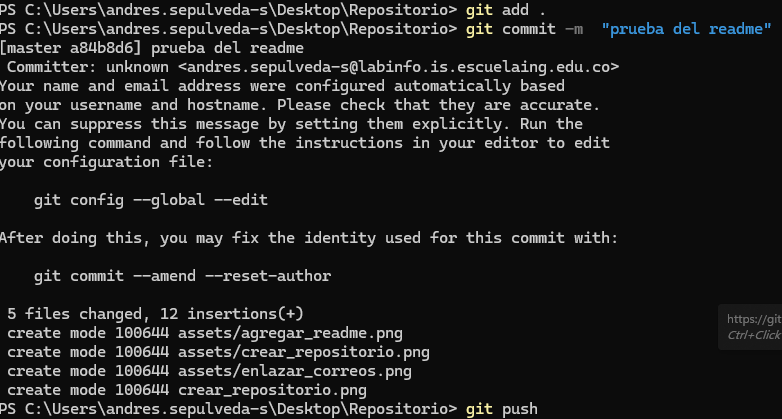 PS C:\Users\andres.sepulveda-s\Desktop\Repositorio> git add .
PS C:\Users\andres.sepulveda-s\Desktop\Repositorio> git commit -m  "prueba del readme"
[master a84b8d6] prueba del readme
 Committer: unknown <andres.sepulveda-s@labinfo.is.escuelaing.edu.co>
Your name and email address were configured automatically based
on your username and hostname. Please check that they are accurate.
You can suppress this message by setting them explicitly. Run the
following command and follow the instructions in your editor to edit
your configuration file:

    git config --global --edit

After doing this, you may fix the identity used for this commit with:

    git commit --amend --reset-author

 5 files changed, 12 insertions(+)
 create mode 100644 assets/agregar_readme.png
 create mode 100644 assets/crear_repositorio.png
 create mode 100644 assets/enlazar_correos.png
 create mode 100644 crear_repositorio.png
PS C:\Users\andres.sepulveda-s\Desktop\Repositorio> git push
https://git
Ctrl+Click